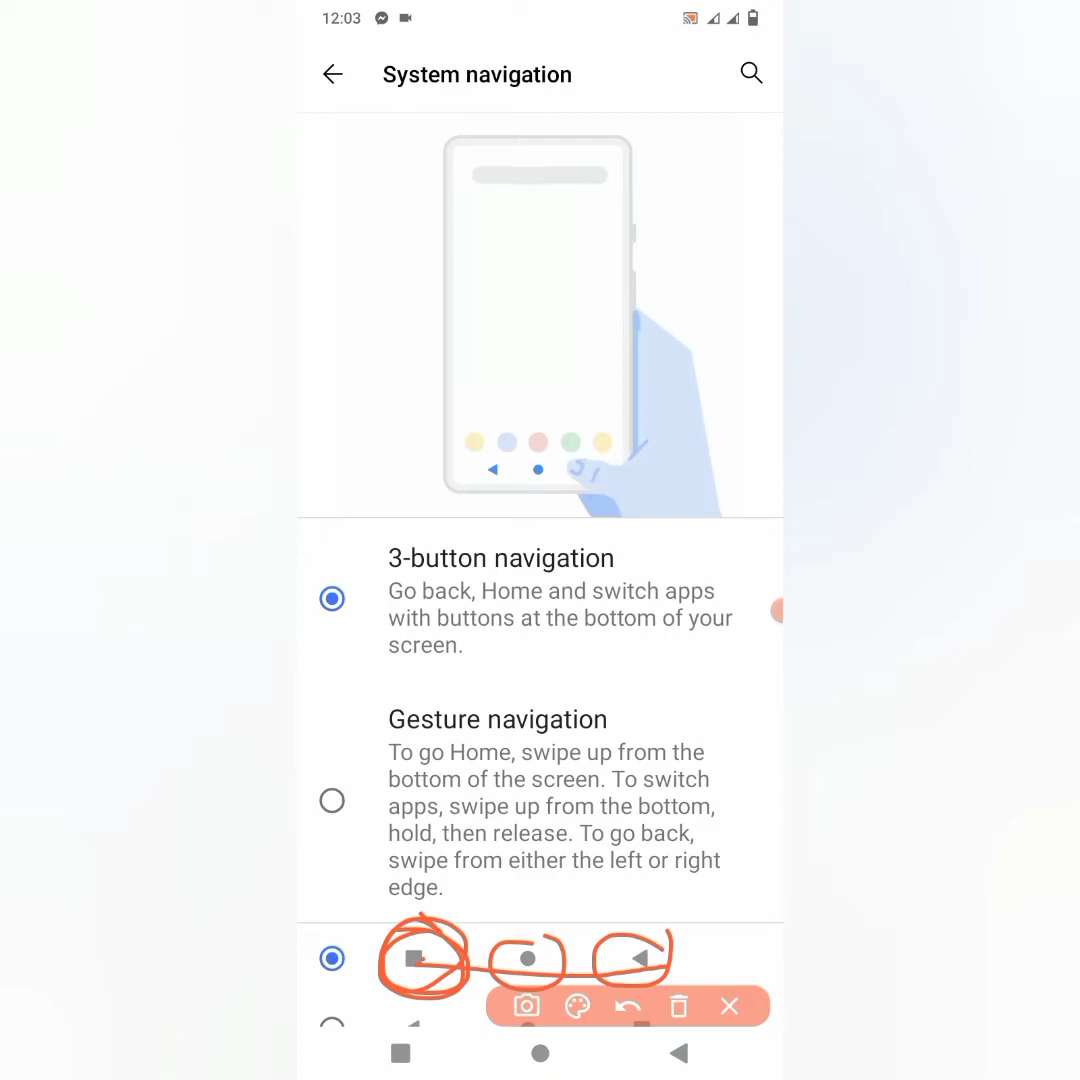 12:03
System navigation
3-button navigation
Go back, Home and switch apps
with buttons at the bottom of your
screen.
Gesture navigation
To go Home, swipe up from the
bottom of the screen. To switch
apps, swipe up from the bottom,
hold, then release. To go back,
swipe from either the left or right
edge.